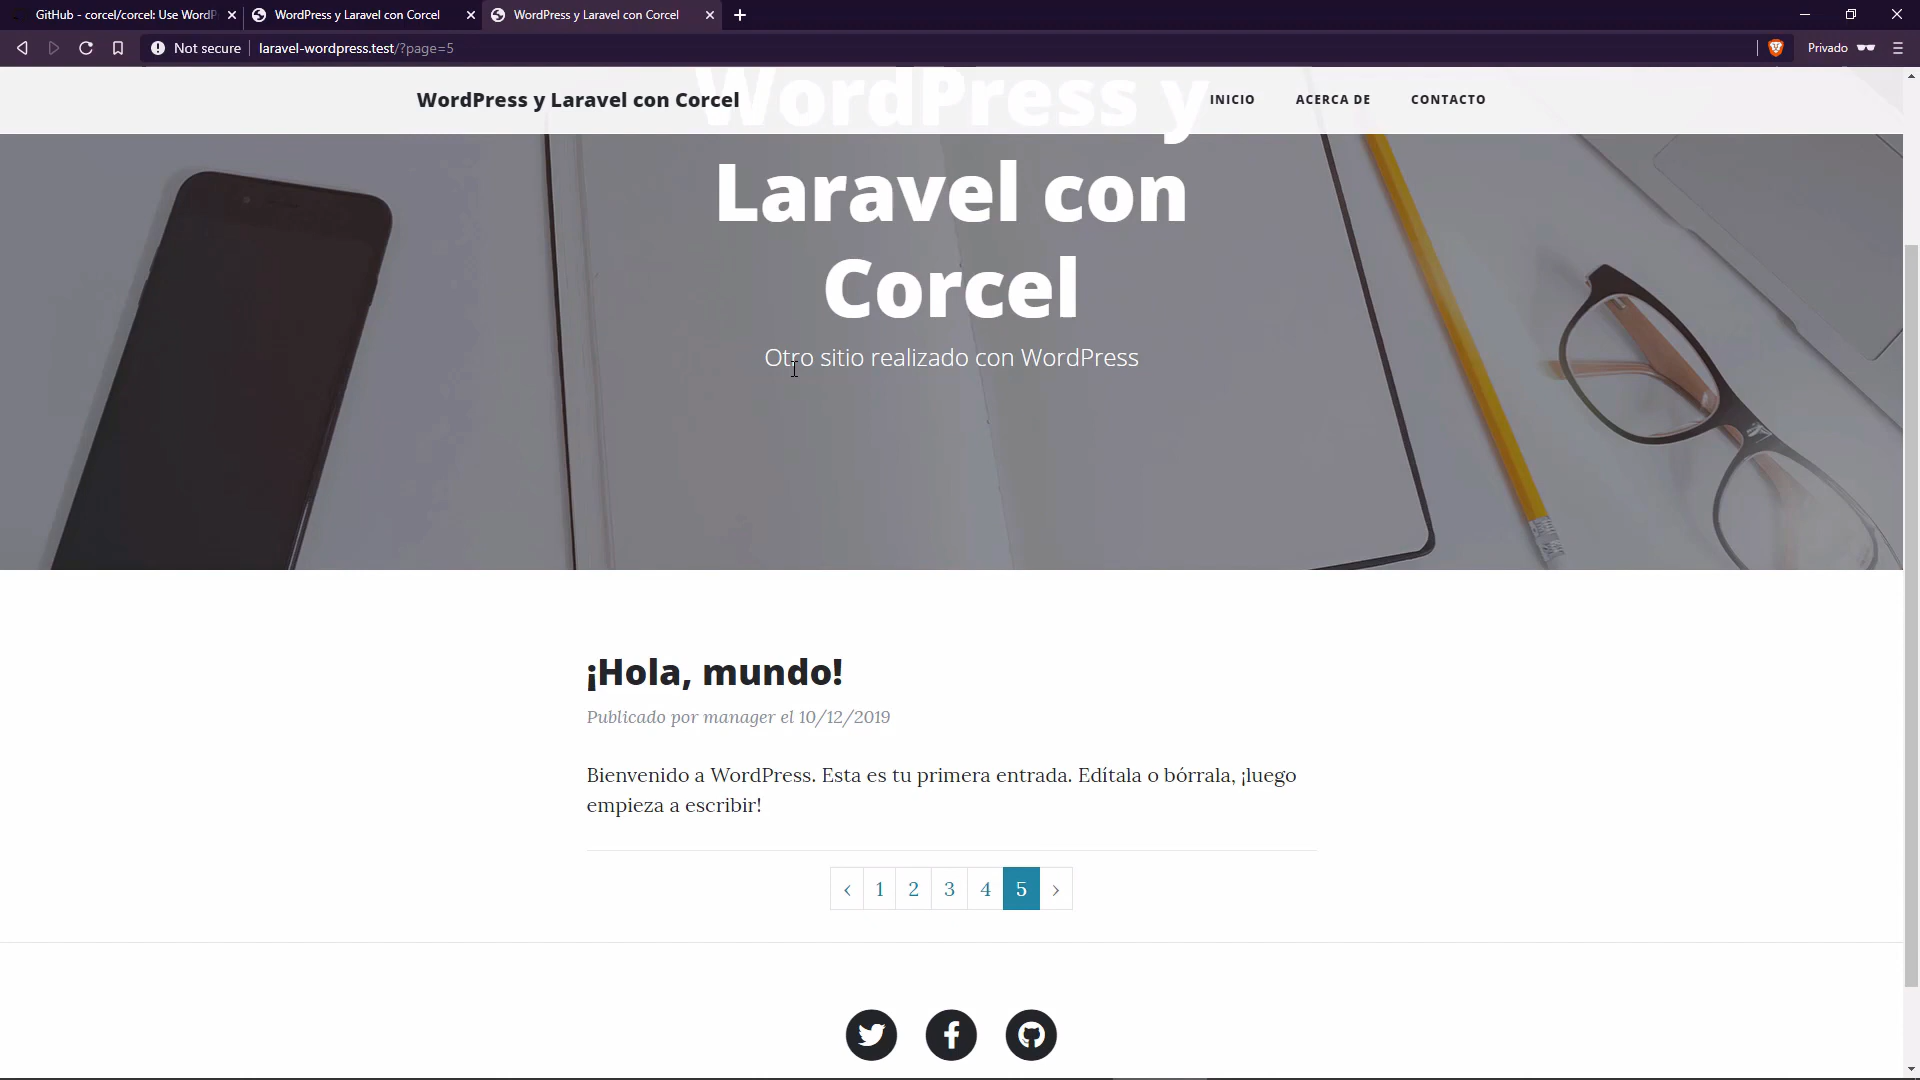 GitHub - corcel/corcel: Use WordP
WordPress y Laravel con Corcel
WordPress y Laravel con Corcel
Not secure
laravel-wordpress.test/?page=5
Privado
WordPress y Laravel con Corcel
INICIO
ACERCA DE
CONTACTO
WordPress y
Laravel con
Corcel
Otro sitio realizado con WordPress
¡Hola, mundo!
Publicado por manager el 10/12/2019
Bienvenido a WordPress. Esta es tu primera entrada. Edítala o bórrala, ¡luego
empieza a escribir!
‹ 1 2 3 4 5 ›